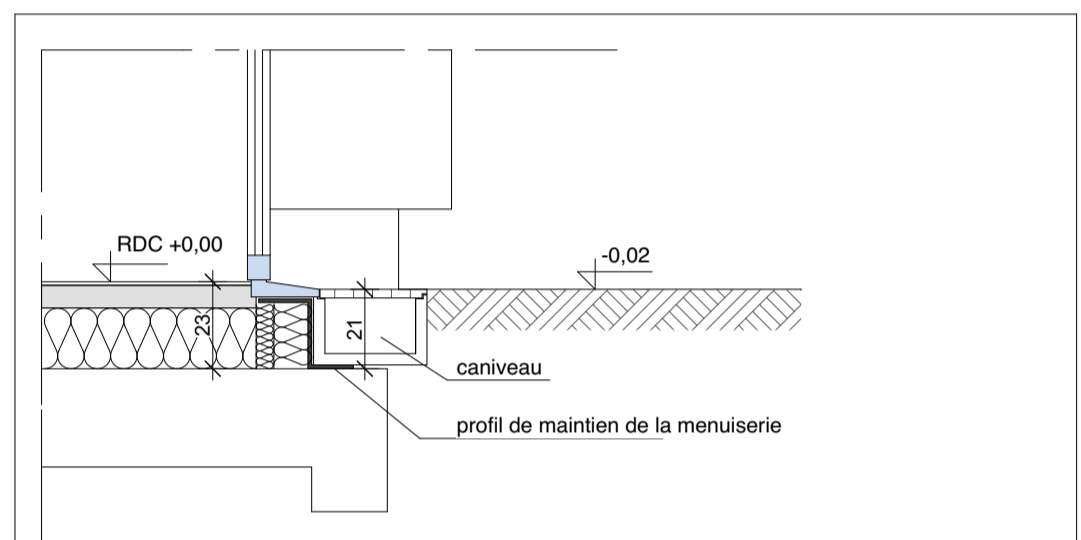 RDC +0,00
-0,02
23
21
caniveau
profil de maintien de la menuiserie